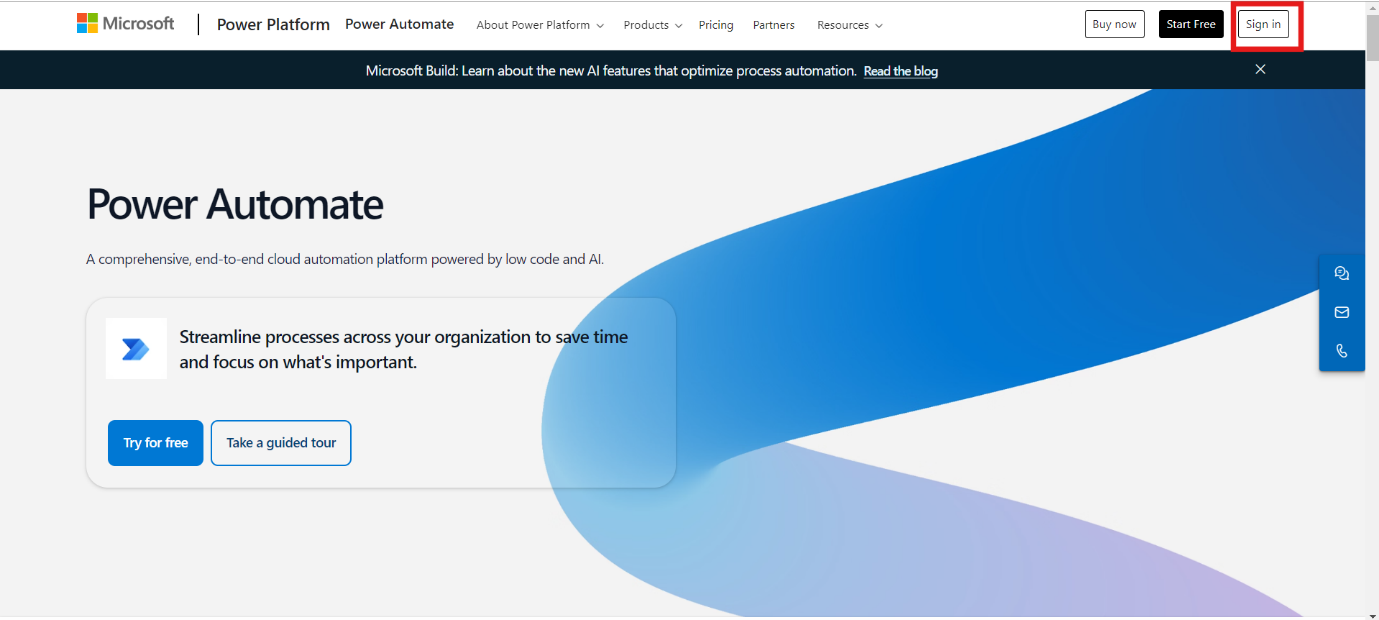 Microsoft Power Platform Power Automate About Power Platform Products Pricing Partners Resources Buy now Start Free Sign in
Microsoft Build: Learn about the new AI features that optimize process automation. Read the blog
Power Automate
A comprehensive, end-to-end cloud automation platform powered by low code and AI.
Streamline processes across your organization to save time
and focus on what's important.
Try for free Take a guided tour